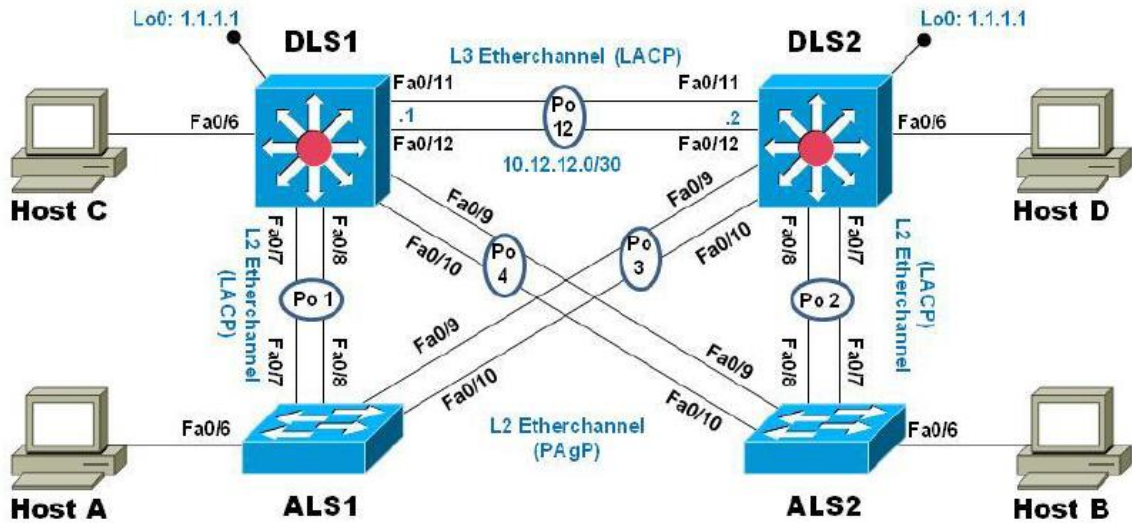 Lo0: 1.1.1.1
Lo0: 1.1.1.1
DLS1
DLS2
L3 Etherchannel (LACP)
Fa0/11
Fa0/11
Fa0/6
.1
Po
12
.2
Fa0/6
Fa0/12
Fa0/12
10.12.12.0/30
Host C
Host D
Fa0/9
Fa0/9
Fa0/10
Fa0/10
Fa0/7
Fa0/8
Po
4
Po
3
Fa0/8
Fa0/7
L2 Etherchannel
(LACP)
Po 1
Po 2
L2 Etherchannel
(LACP)
Fa0/7
Fa0/8
Fa0/9
Fa0/10
Fa0/9
Fa0/10
Fa0/8
Fa0/7
Fa0/6
L2 Etherchannel
(PAgP)
Fa0/6
Host A
ALS1
ALS2
Host B